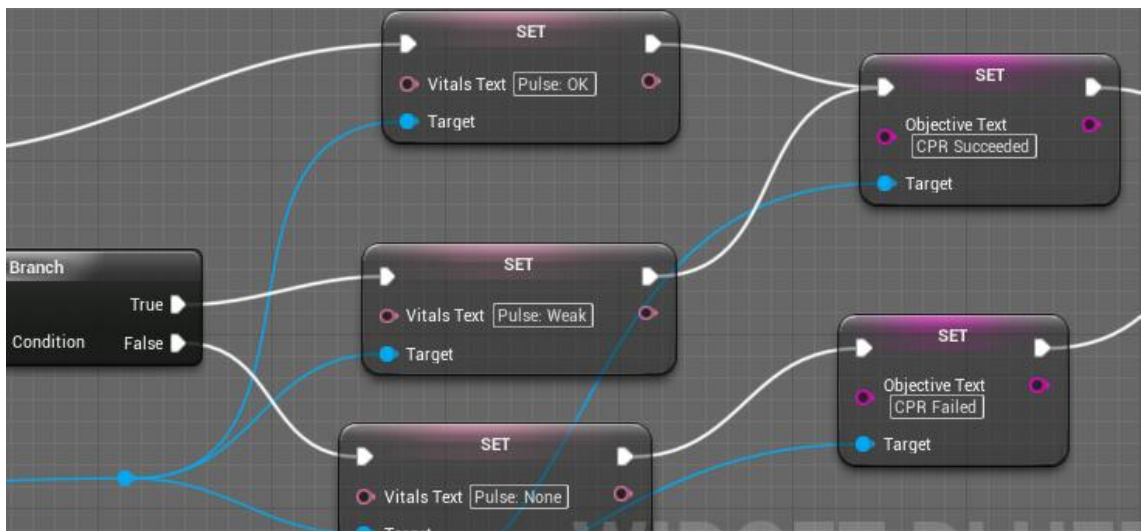 SET
Vitals Text Pulse: OK
Target
SET
Objective Text
CPR Succeeded
Target
Branch
True
Condition False
SET
Vitals Text Pulse: Weak
Target
SET
Objective Text
CPR Failed
Target
SET
Vitals Text Pulse: None
Target